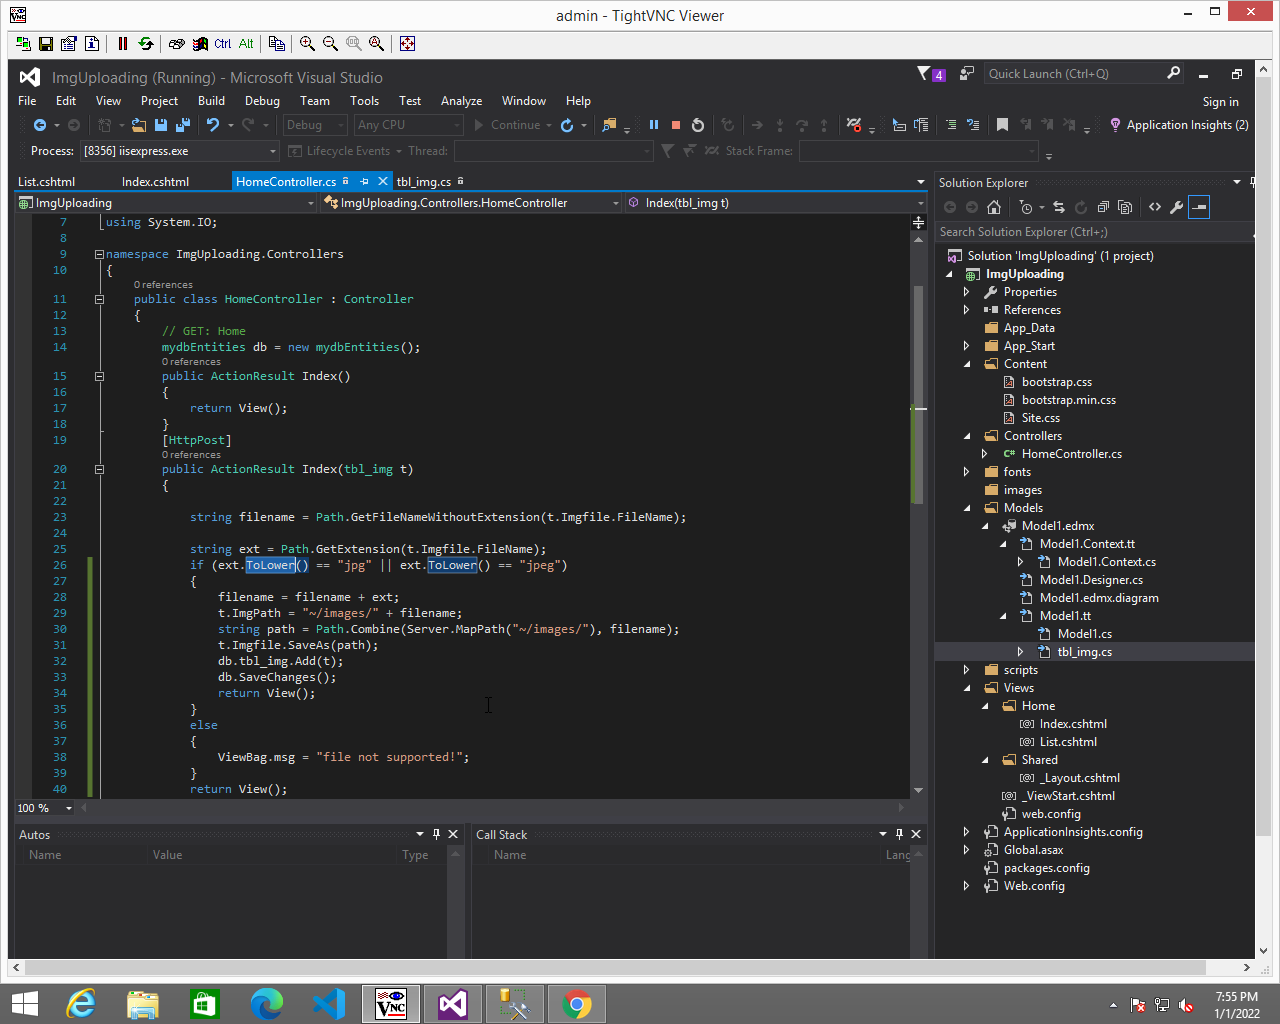 admin - TightVNC Viewer
Ctrl Alt
ImgUploading (Running) - Microsoft Visual Studio
4
Quick Launch (Ctrl+Q)
File Edit View Project Build Debug Team Tools Test Analyze Window Help
Sign in
Debug Any CPU Continue Application Insights (2)
Process: [8356] iisexpress.exe Lifecycle Events Thread: Stack Frame:
List.cshtml Index.cshtml HomeController.cs tbl_img.cs
ImgUploading ImgUploading.Controllers.HomeController Index(tbl_img t)
7 using System.IO;
8
9 namespace ImgUploading.Controllers
10 {
0 references
11 public class HomeController : Controller
12 {
13 // GET: Home
14 mydbEntities db = new mydbEntities();
0 references
15 public ActionResult Index()
16 {
17 return View();
18 }
19 [HttpPost]
0 references
20 public ActionResult Index(tbl_img t)
21 {
22
23 string filename = Path.GetFileNameWithoutExtension(t.Imgfile.FileName);
24
25 string ext = Path.GetExtension(t.Imgfile.FileName);
26 if (ext.ToLower() == "jpg" || ext.ToLower() == "jpeg")
27 {
28 filename = filename + ext;
29 t.ImgPath = "~/images/" + filename;
30 string path = Path.Combine(Server.MapPath("~/images/"), filename);
31 t.Imgfile.SaveAs(path);
32 db.tbl_img.Add(t);
33 db.SaveChanges();
34 return View();
35 }
36 else
37 {
38 ViewBag.msg = "file not supported!";
39 }
40 return View();
100 %
Autos
Name Value Type
Call Stack
Name Lang
Solution Explorer
Search Solution Explorer (Ctrl+;)
Solution 'ImgUploading' (1 project)
ImgUploading
Properties
References
App_Data
App_Start
Content
bootstrap.css
bootstrap.min.css
Site.css
Controllers
C# HomeController.cs
fonts
images
Models
Model1.edmx
Model1.Context.tt
Model1.Context.cs
Model1.Designer.cs
Model1.edmx.diagram
Model1.tt
Model1.cs
tbl_img.cs
scripts
Views
Home
Index.cshtml
List.cshtml
Shared
_Layout.cshtml
_ViewStart.cshtml
web.config
ApplicationInsights.config
Global.asax
packages.config
Web.config
7:55 PM
1/1/2022